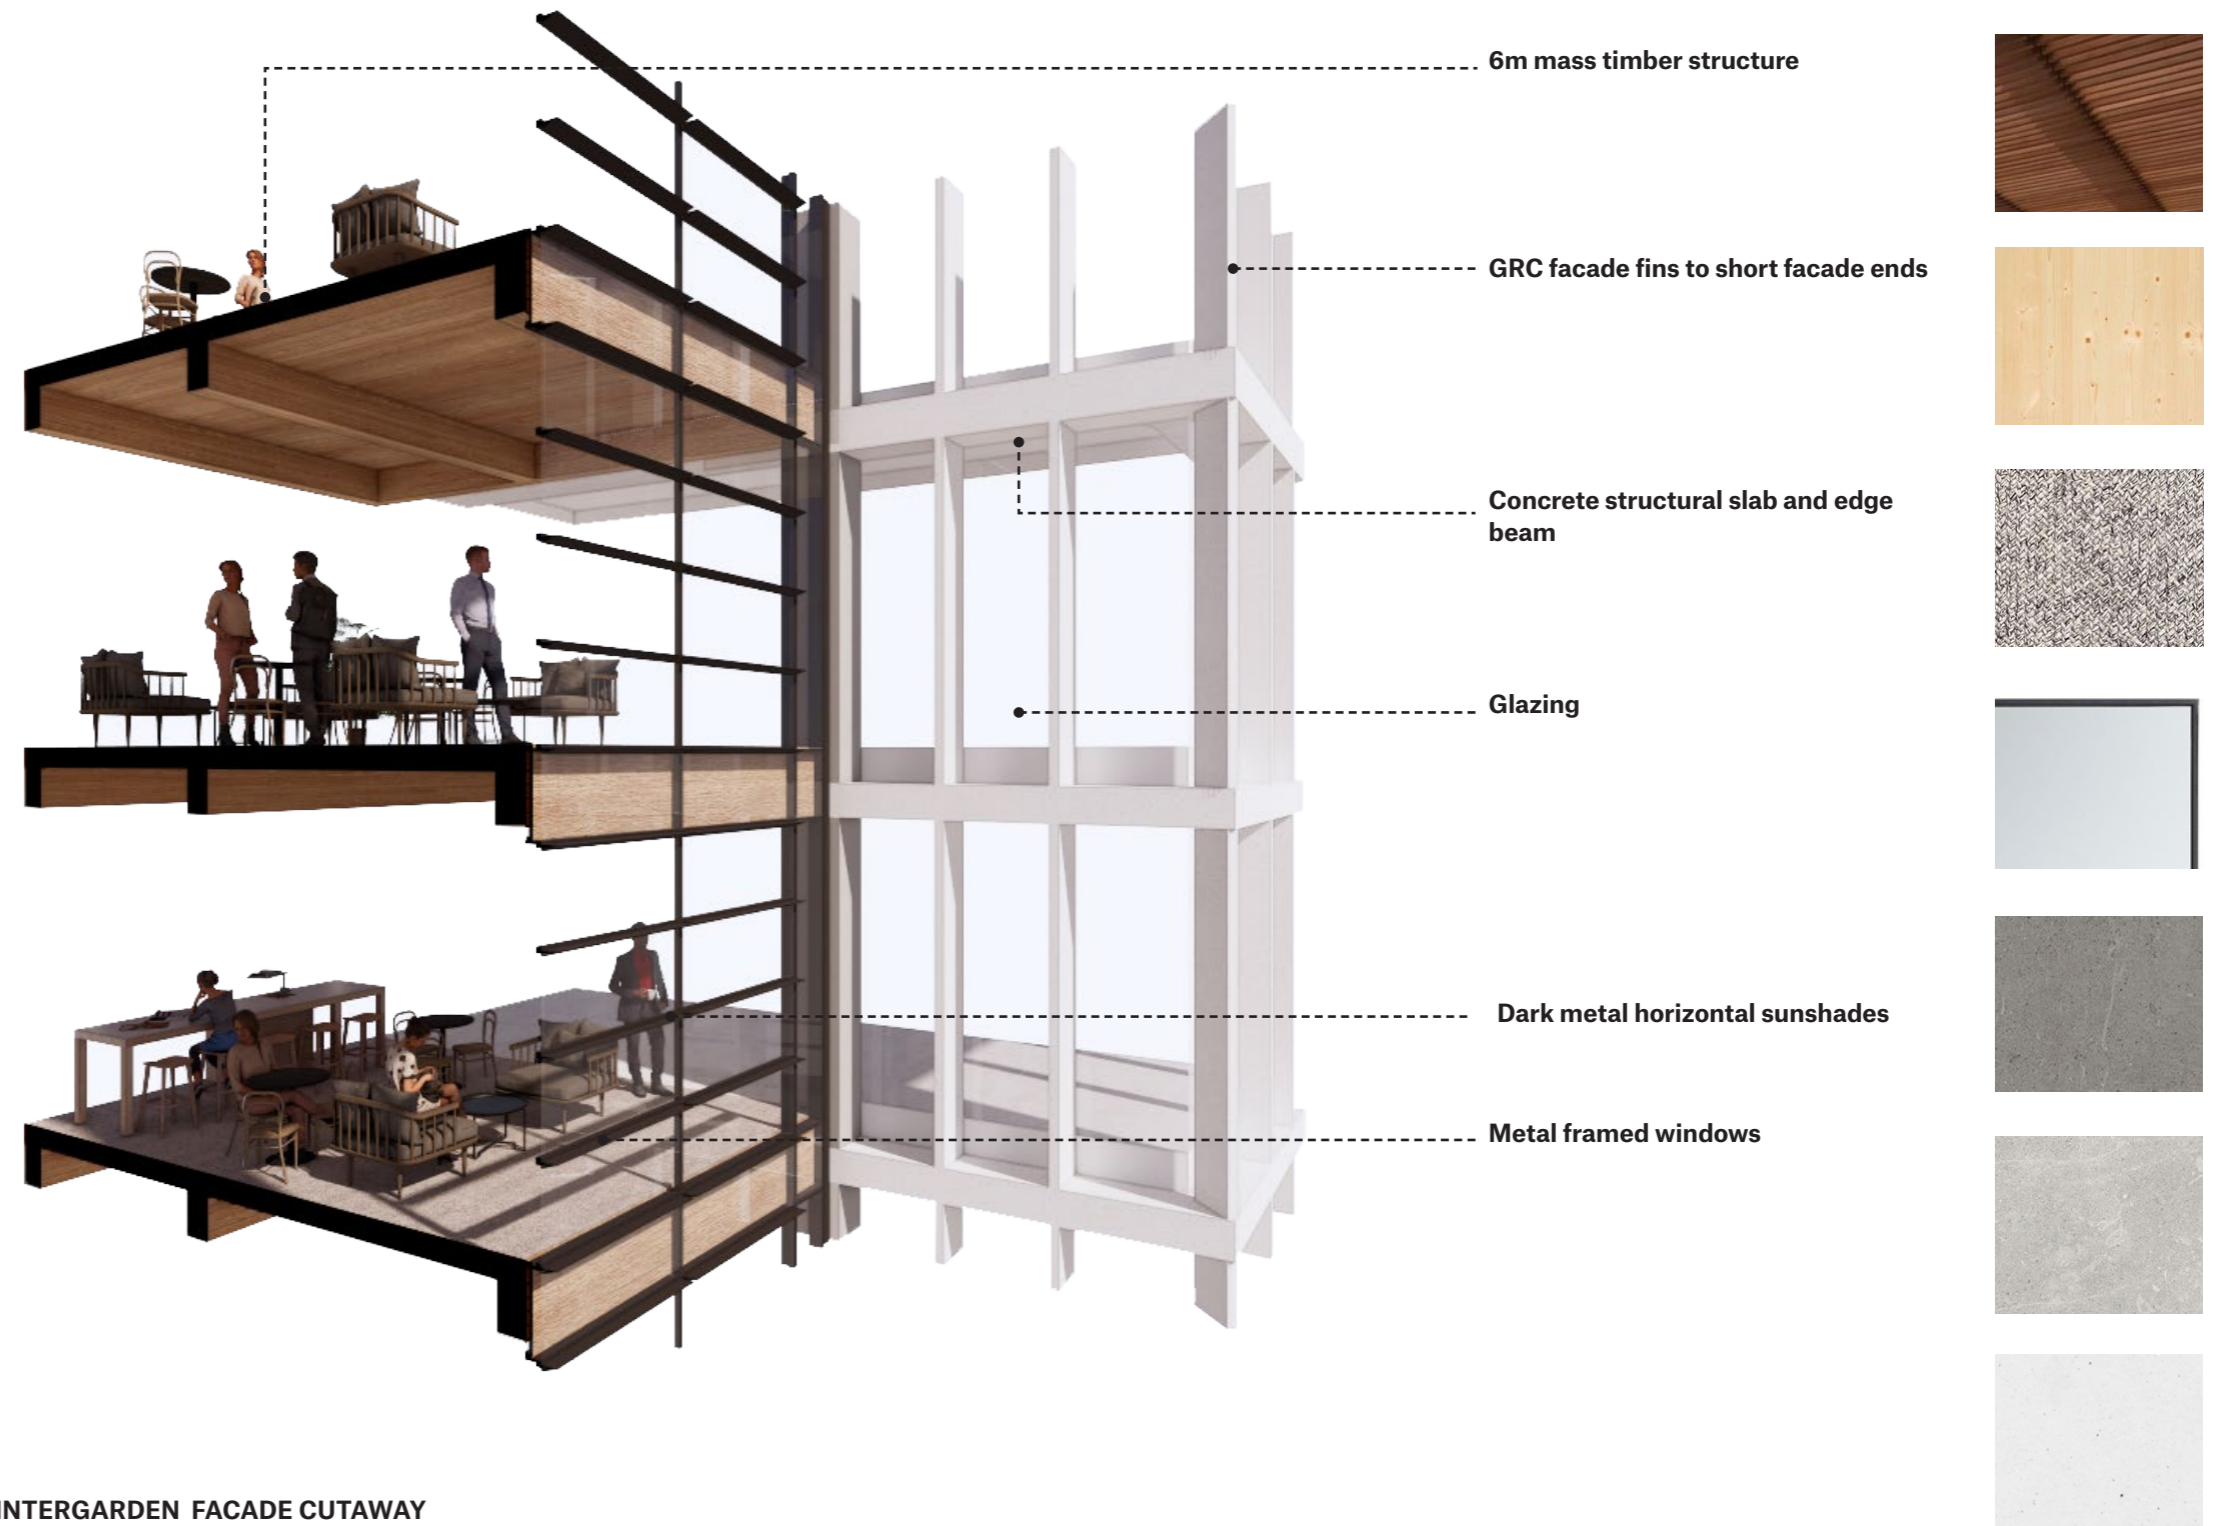 6m mass timber structure
GRC facade fins to short facade ends
Concrete structural slab and edge
beam
Glazing
Dark metal horizontal sunshades
Metal framed windows
INTERGARDEN FACADE CUTAWAY